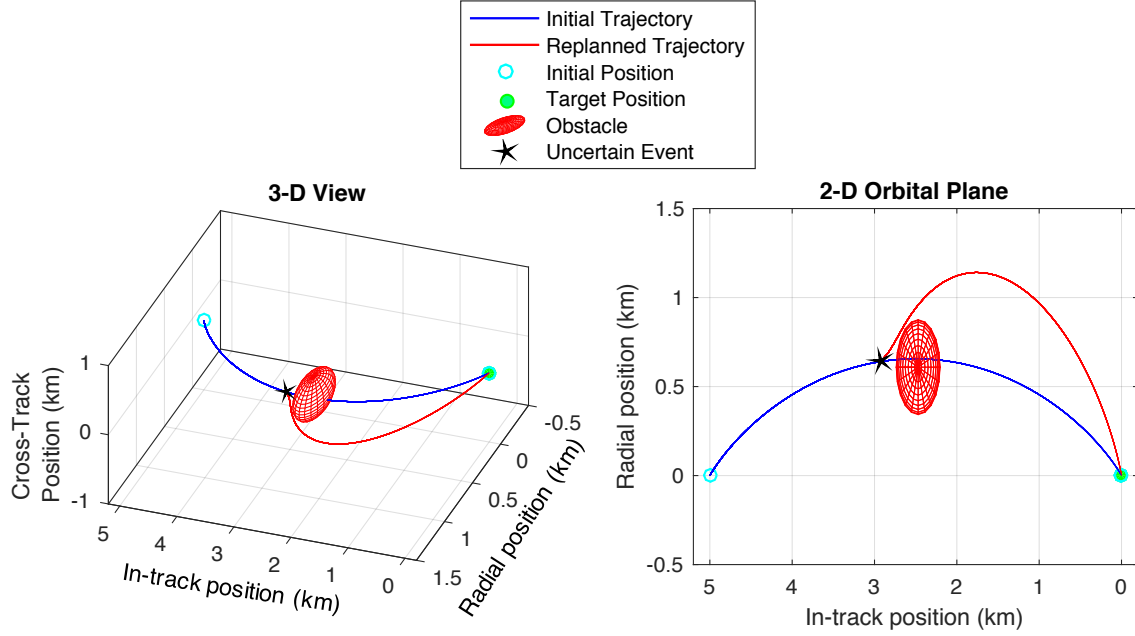 Initial Trajectory
Replanned Trajectory
Initial Position
Target Position
Obstacle
Uncertain Event
3-D View
Cross-Track
Position (km)
1
0
-1
5
4
3
2
1
0
In-track position (km)
-0.5
0
0.5
1
1.5
Radial position (km)
2-D Orbital Plane
Radial position (km)
1.5
1
0.5
0
-0.5
5
4
3
2
1
0
In-track position (km)